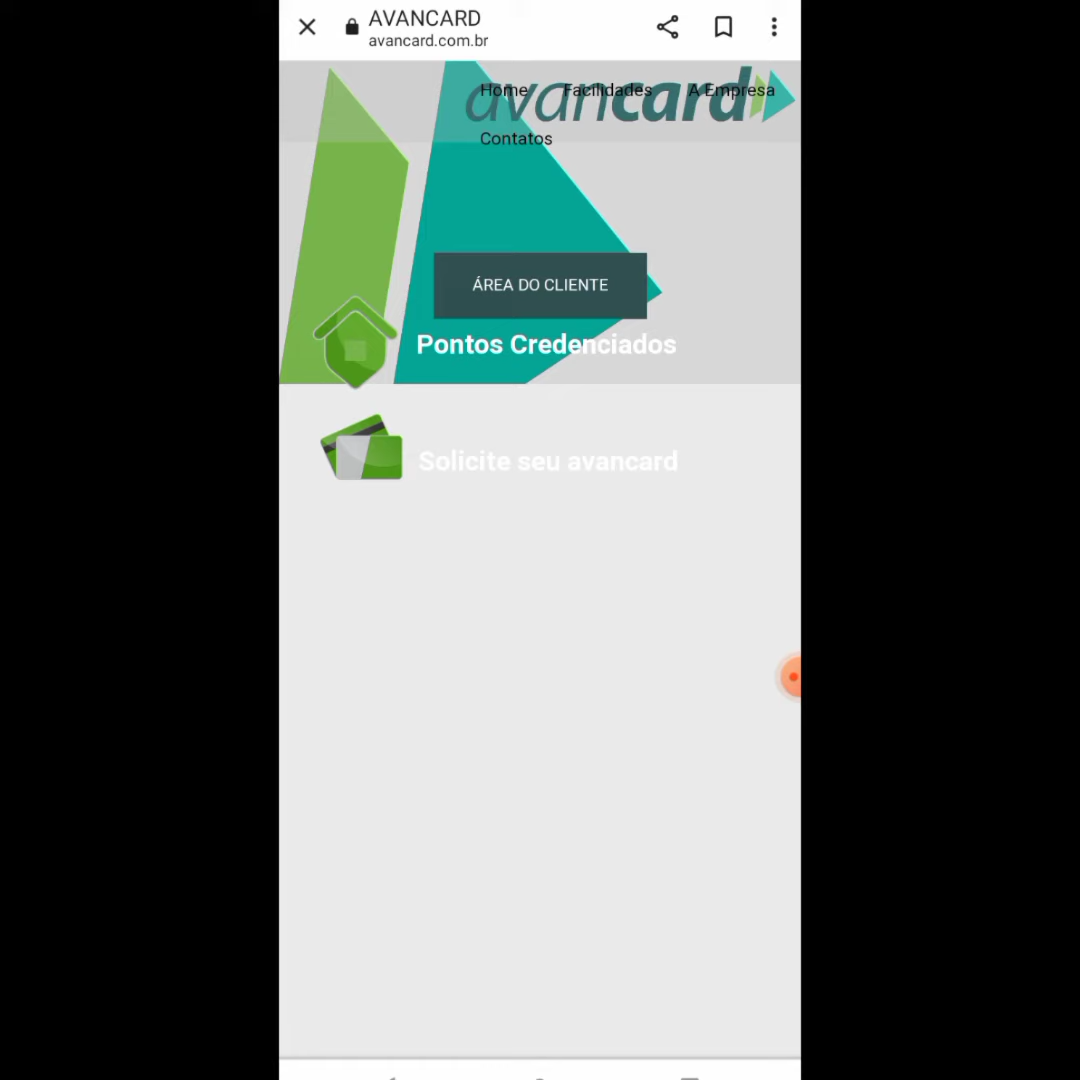 AVANCARD
avancard.com.br
avancard
Home Facilidades A Empresa
Contatos
ÁREA DO CLIENTE
Pontos Credenciados
Solicite seu avancard